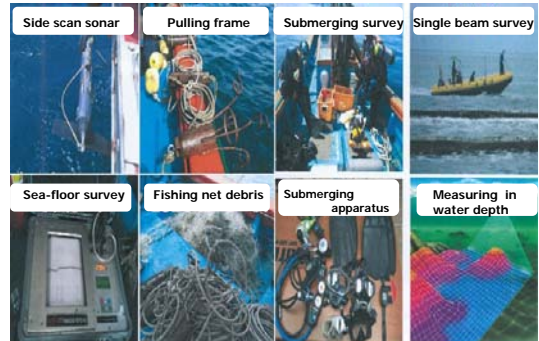 Side scan sonar
Pulling frame
Submerging survey
Single beam survey
Sea-floor survey
Fishing net debris
Submerging
apparatus
Measuring in
water depth